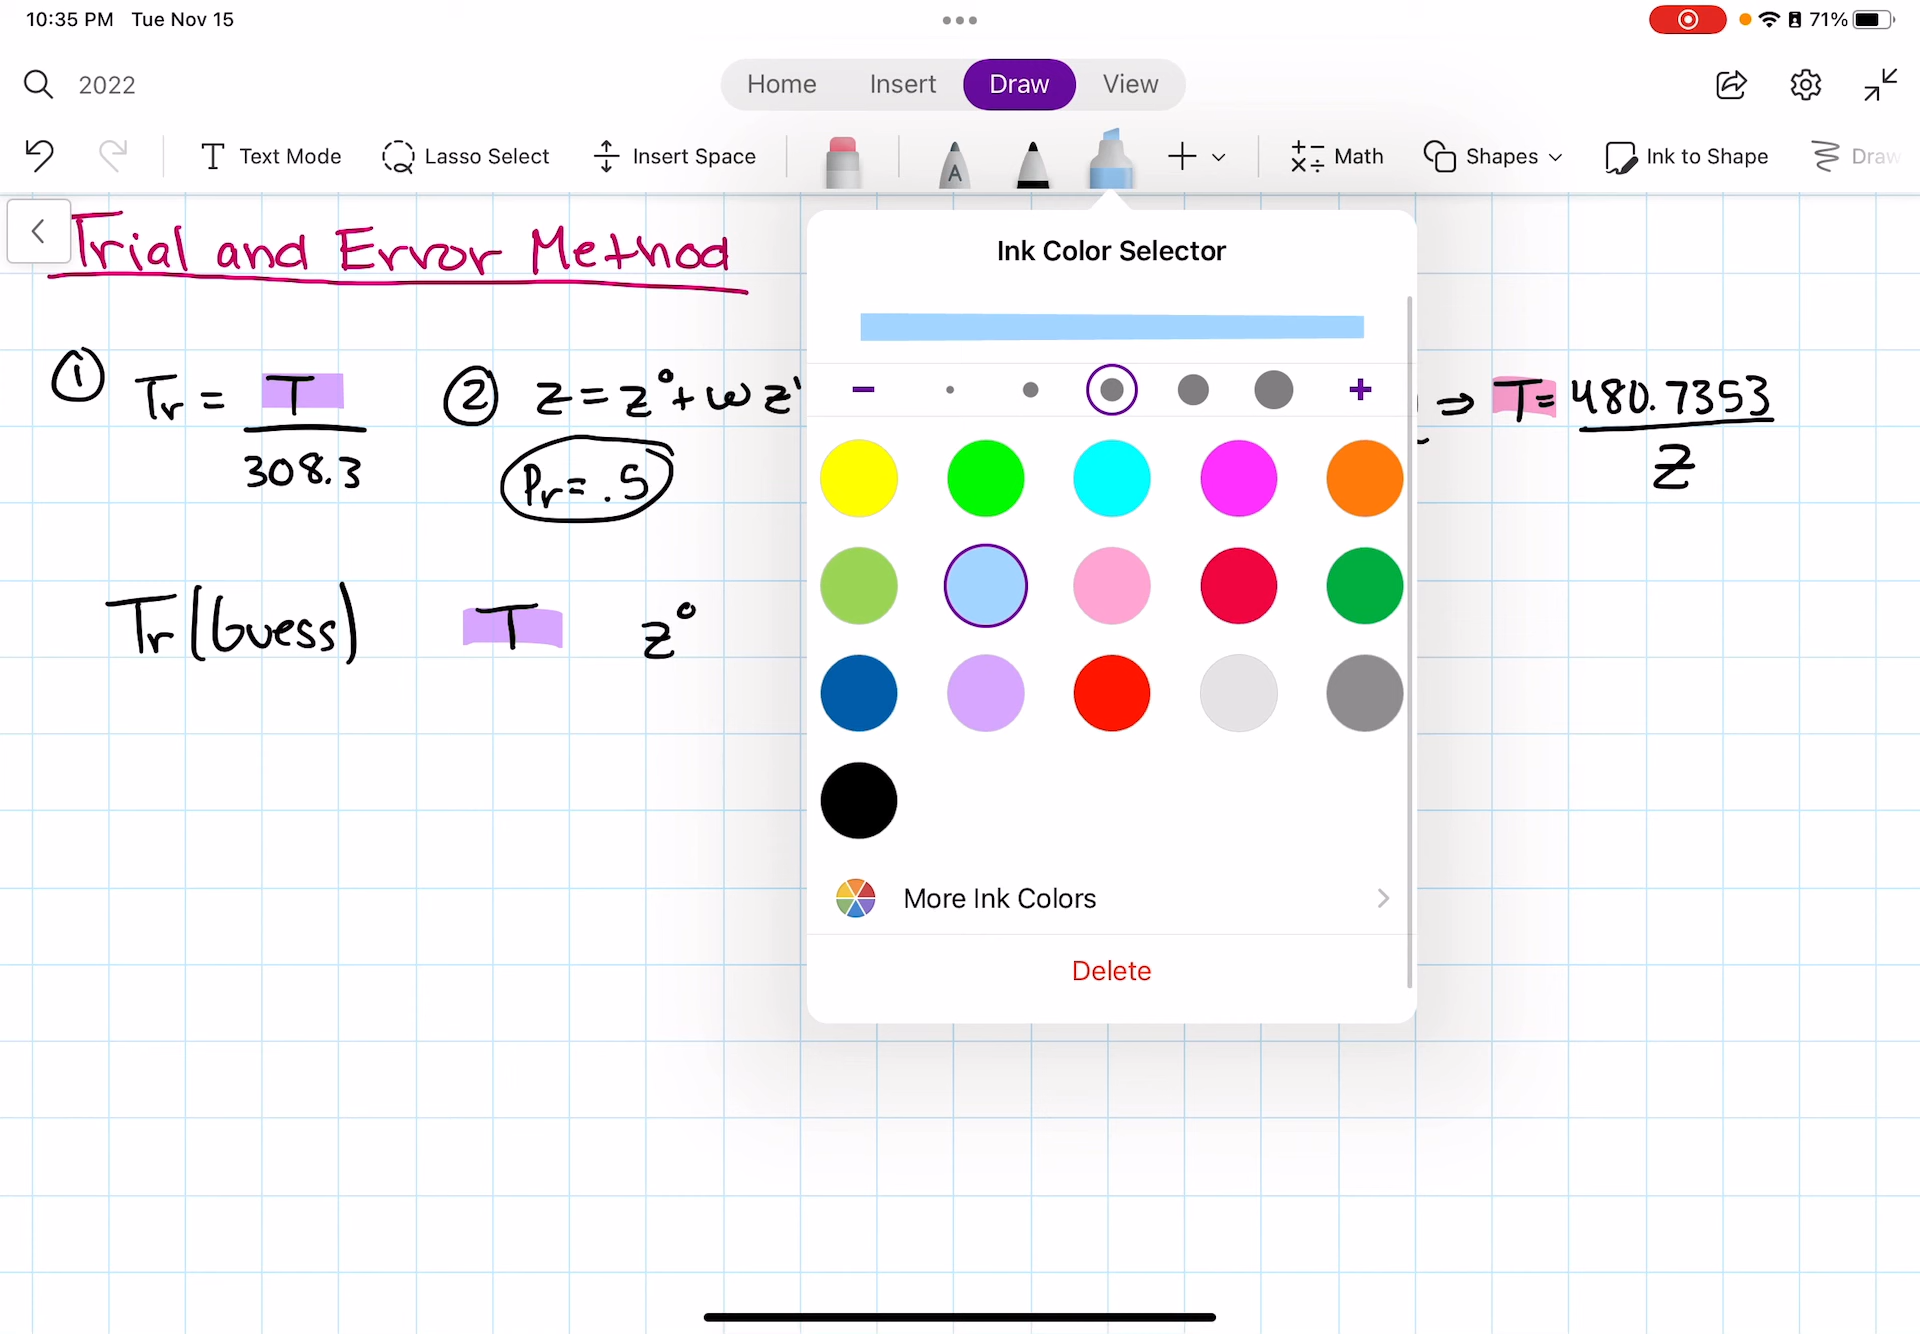 10:35 PM Tue Nov 15
71%
2022
Home Insert Draw View
Text Mode Lasso Select Insert Space A Math Shapes Ink to Shape Draw
Trial and Error Method
Ink Color Selector
① Tr = T / 308.3
② z = z° + ω z'
⇒ T = 480.7353 / z
Pr = .5
Tr (Guess) T z°
More Ink Colors
Delete